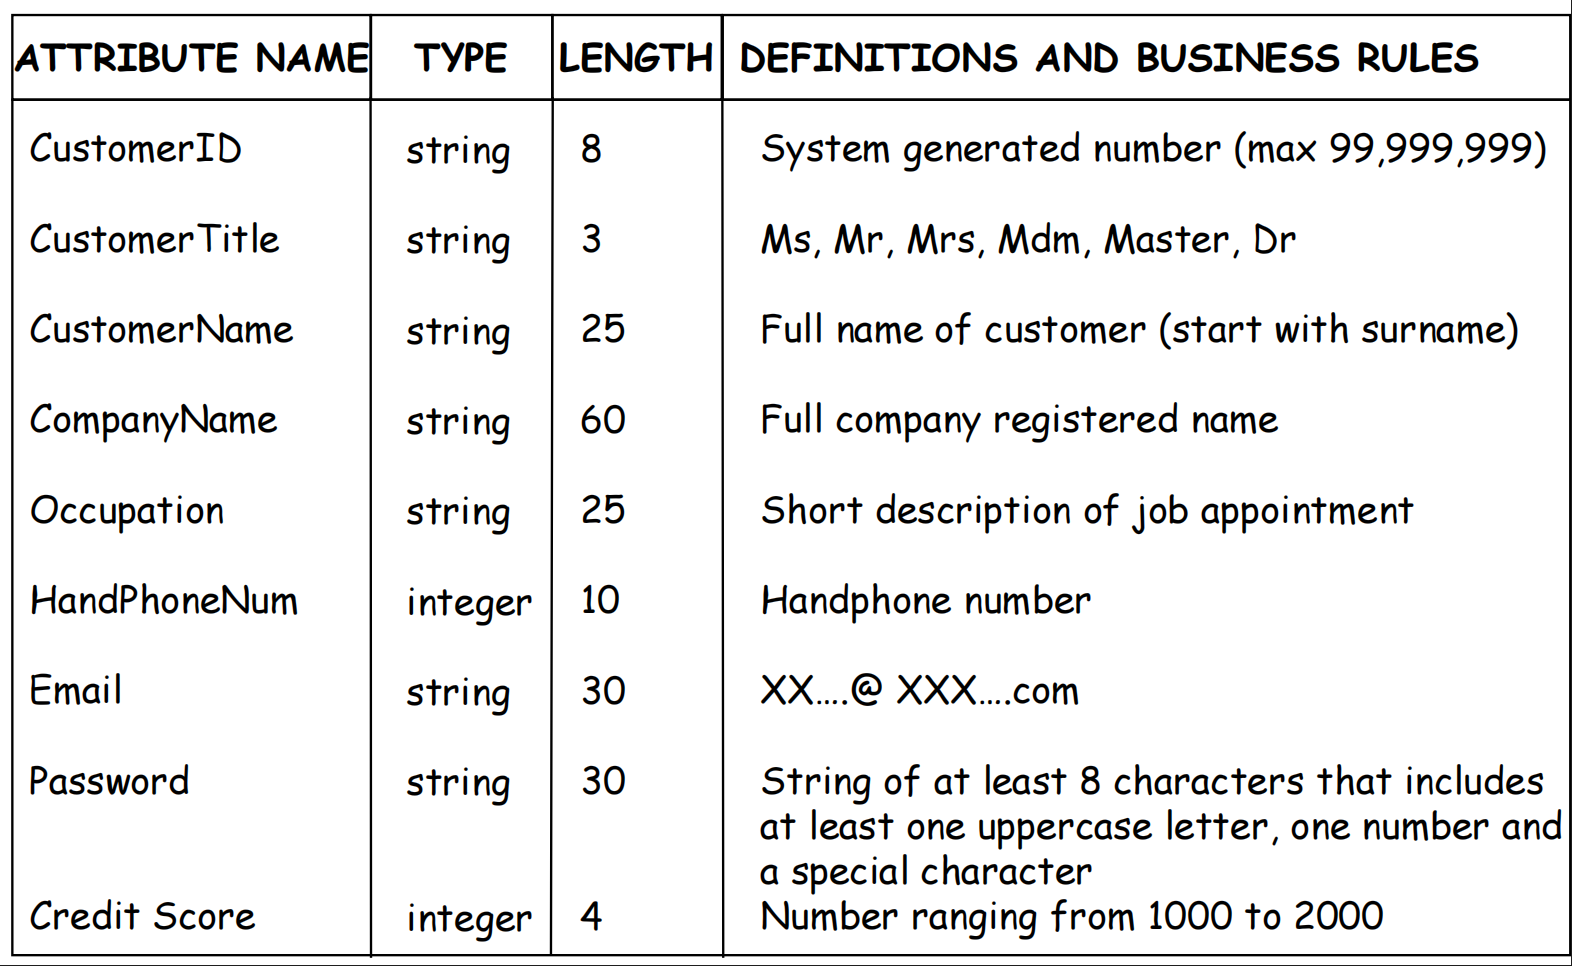 ATTRIBUTE NAME TYPE LENGTH DEFINITIONS AND BUSINESS RULES
CustomerID string 8 System generated number (max 99,999,999)
CustomerTitle string 3 Ms, Mr, Mrs, Mdm, Master, Dr
CustomerName string 25 Full name of customer (start with surname)
CompanyName string 60 Full company registered name
Occupation string 25 Short description of job appointment
HandPhoneNum integer 10 Handphone number
Email string 30 XX....@ XXX....com
Password string 30 String of at least 8 characters that includes
at least one uppercase letter, one number and
a special character
Credit Score integer 4 Number ranging from 1000 to 2000